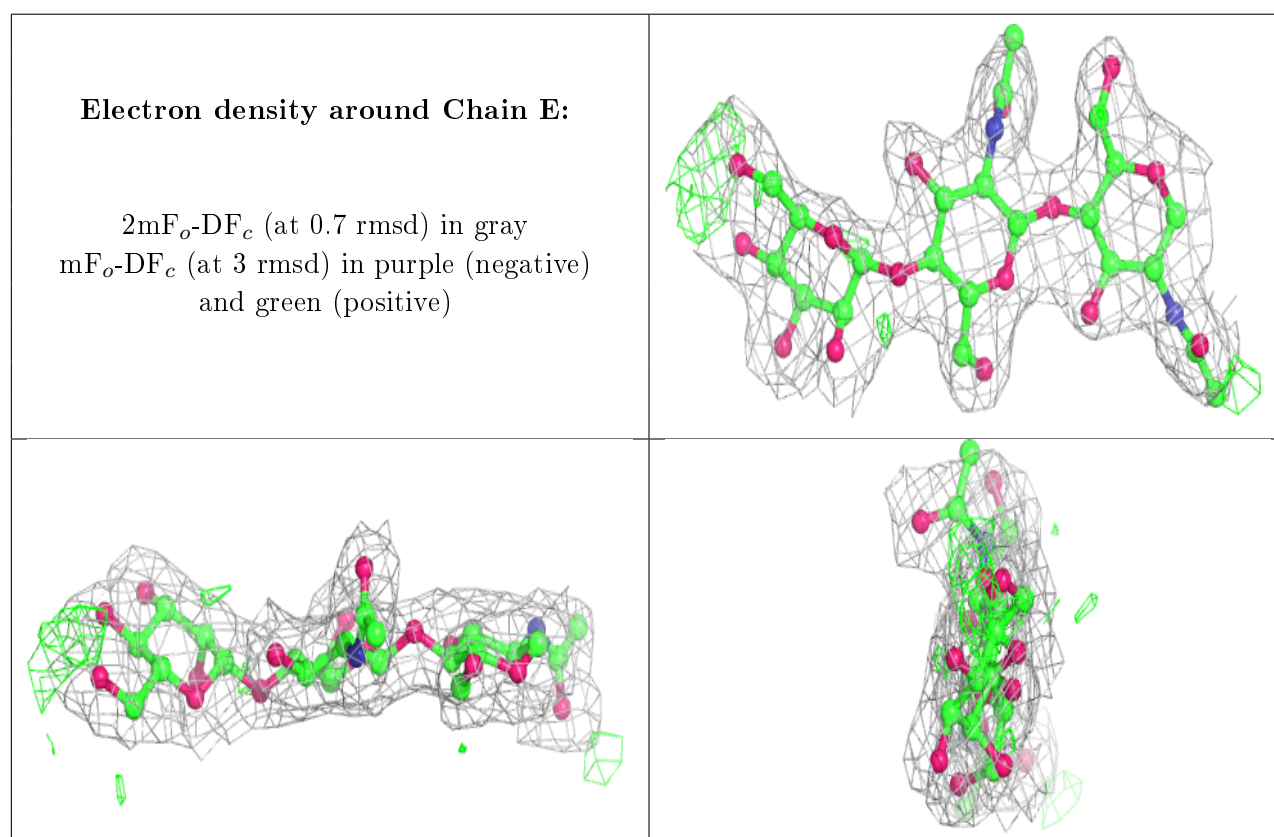 Electron density around Chain E:
2mFₒ-DF𝒸 (at 0.7 rmsd) in gray
mFₒ-DF𝒸 (at 3 rmsd) in purple (negative)
and green (positive)